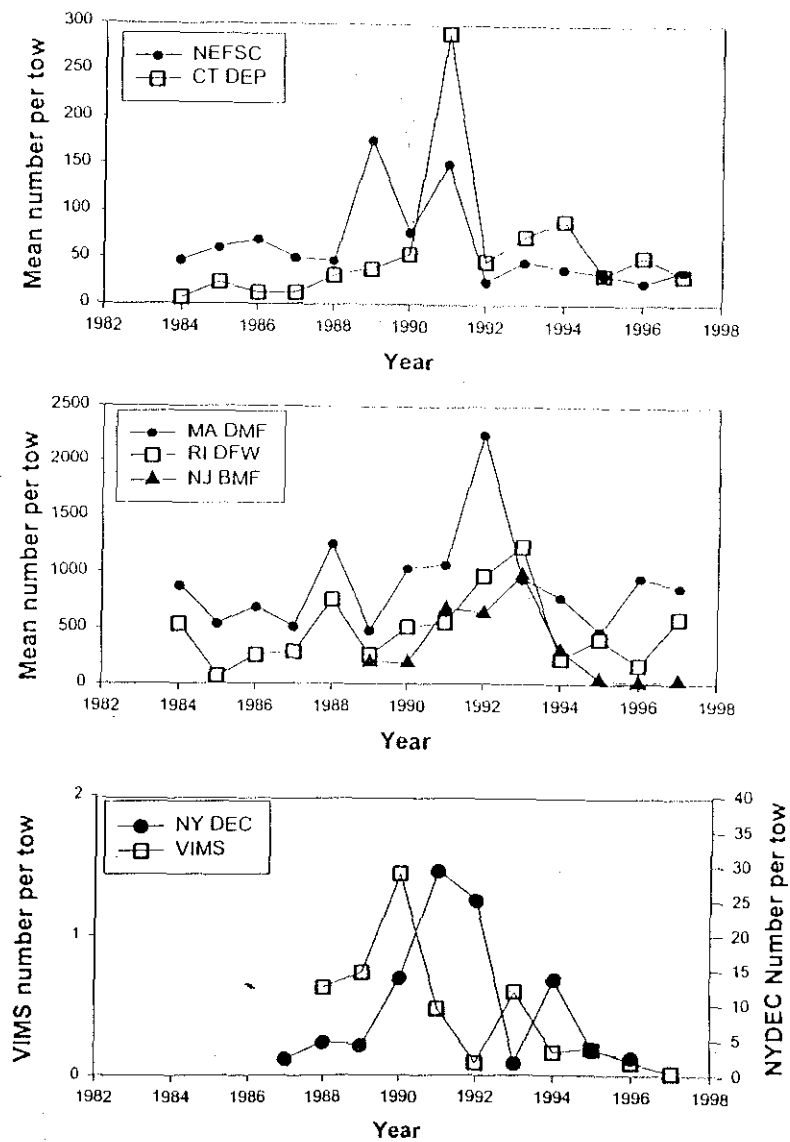 300
250
200
150
100
50
0
Mean number per tow
NEFSC
CT DEP
1982 1984 1986 1988 1990 1992 1994 1996 1998
Year
2500
2000
1500
1000
500
0
Mean number per tow
MA DMF
RI DFW
NJ BMF
1982 1984 1986 1988 1990 1992 1994 1996 1998
Year
2
1
0
VIMS number per tow
NY DEC
VIMS
40
35
30
25
20
15
10
5
0
NYDEC Number per tow
1982 1984 1986 1988 1990 1992 1994 1996 1998
Year